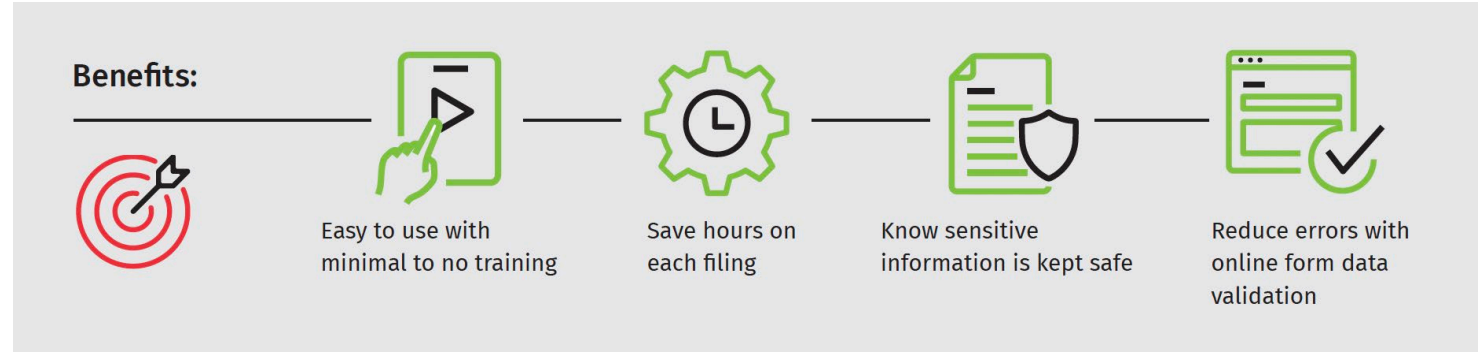 Benefits:
Easy to use with
minimal to no training
Save hours on
each filing
Know sensitive
information is kept safe
Reduce errors with
online form data
validation